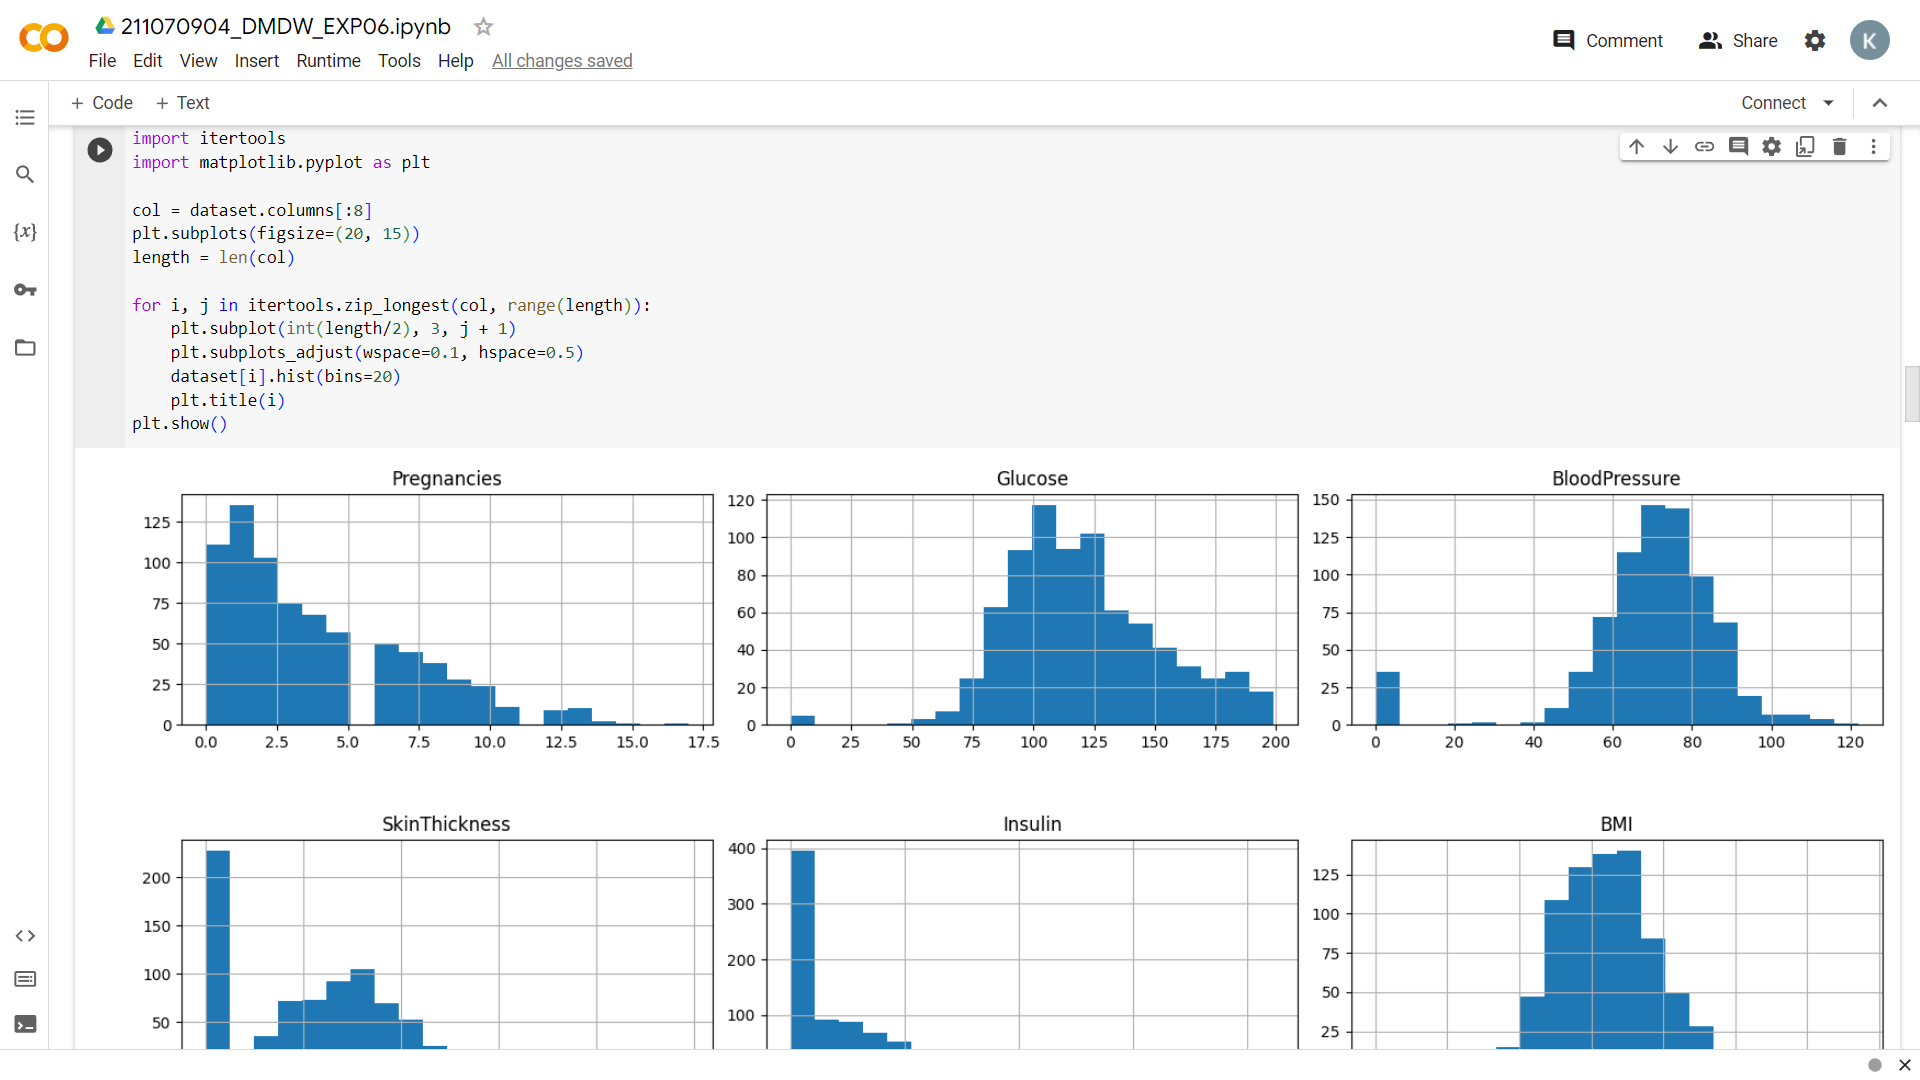 211070904_DMDW_EXP06.ipynb
Comment
Share
K
File Edit View Insert Runtime Tools Help All changes saved
+ Code + Text
Connect
{x}
import itertools
import matplotlib.pyplot as plt
col = dataset.columns[:8]
plt.subplots(figsize=(20, 15))
length = len(col)
for i, j in itertools.zip_longest(col, range(length)):
    plt.subplot(int(length/2), 3, j + 1)
    plt.subplots_adjust(wspace=0.1, hspace=0.5)
    dataset[i].hist(bins=20)
    plt.title(i)
plt.show()
Pregnancies
125
100
75
50
25
0
0.0 2.5 5.0 7.5 10.0 12.5 15.0 17.5
Glucose
120
100
80
60
40
20
0
0 25 50 75 100 125 150 175 200
BloodPressure
150
125
100
75
50
25
0
0 20 40 60 80 100 120
SkinThickness
200
150
100
50
Insulin
400
300
200
100
BMI
125
100
75
50
25